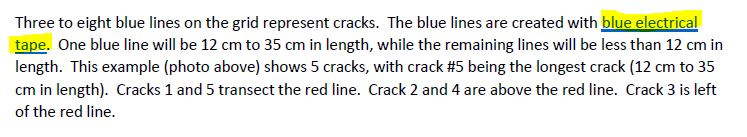 Three to eight blue lines on the grid represent cracks.  The blue lines are created with blue electrical
tape.  One blue line will be 12 cm to 35 cm in length, while the remaining lines will be less than 12 cm in
length.  This example (photo above) shows 5 cracks, with crack #5 being the longest crack (12 cm to 35
cm in length).  Cracks 1 and 5 transect the red line.  Crack 2 and 4 are above the red line.  Crack 3 is left
of the red line.